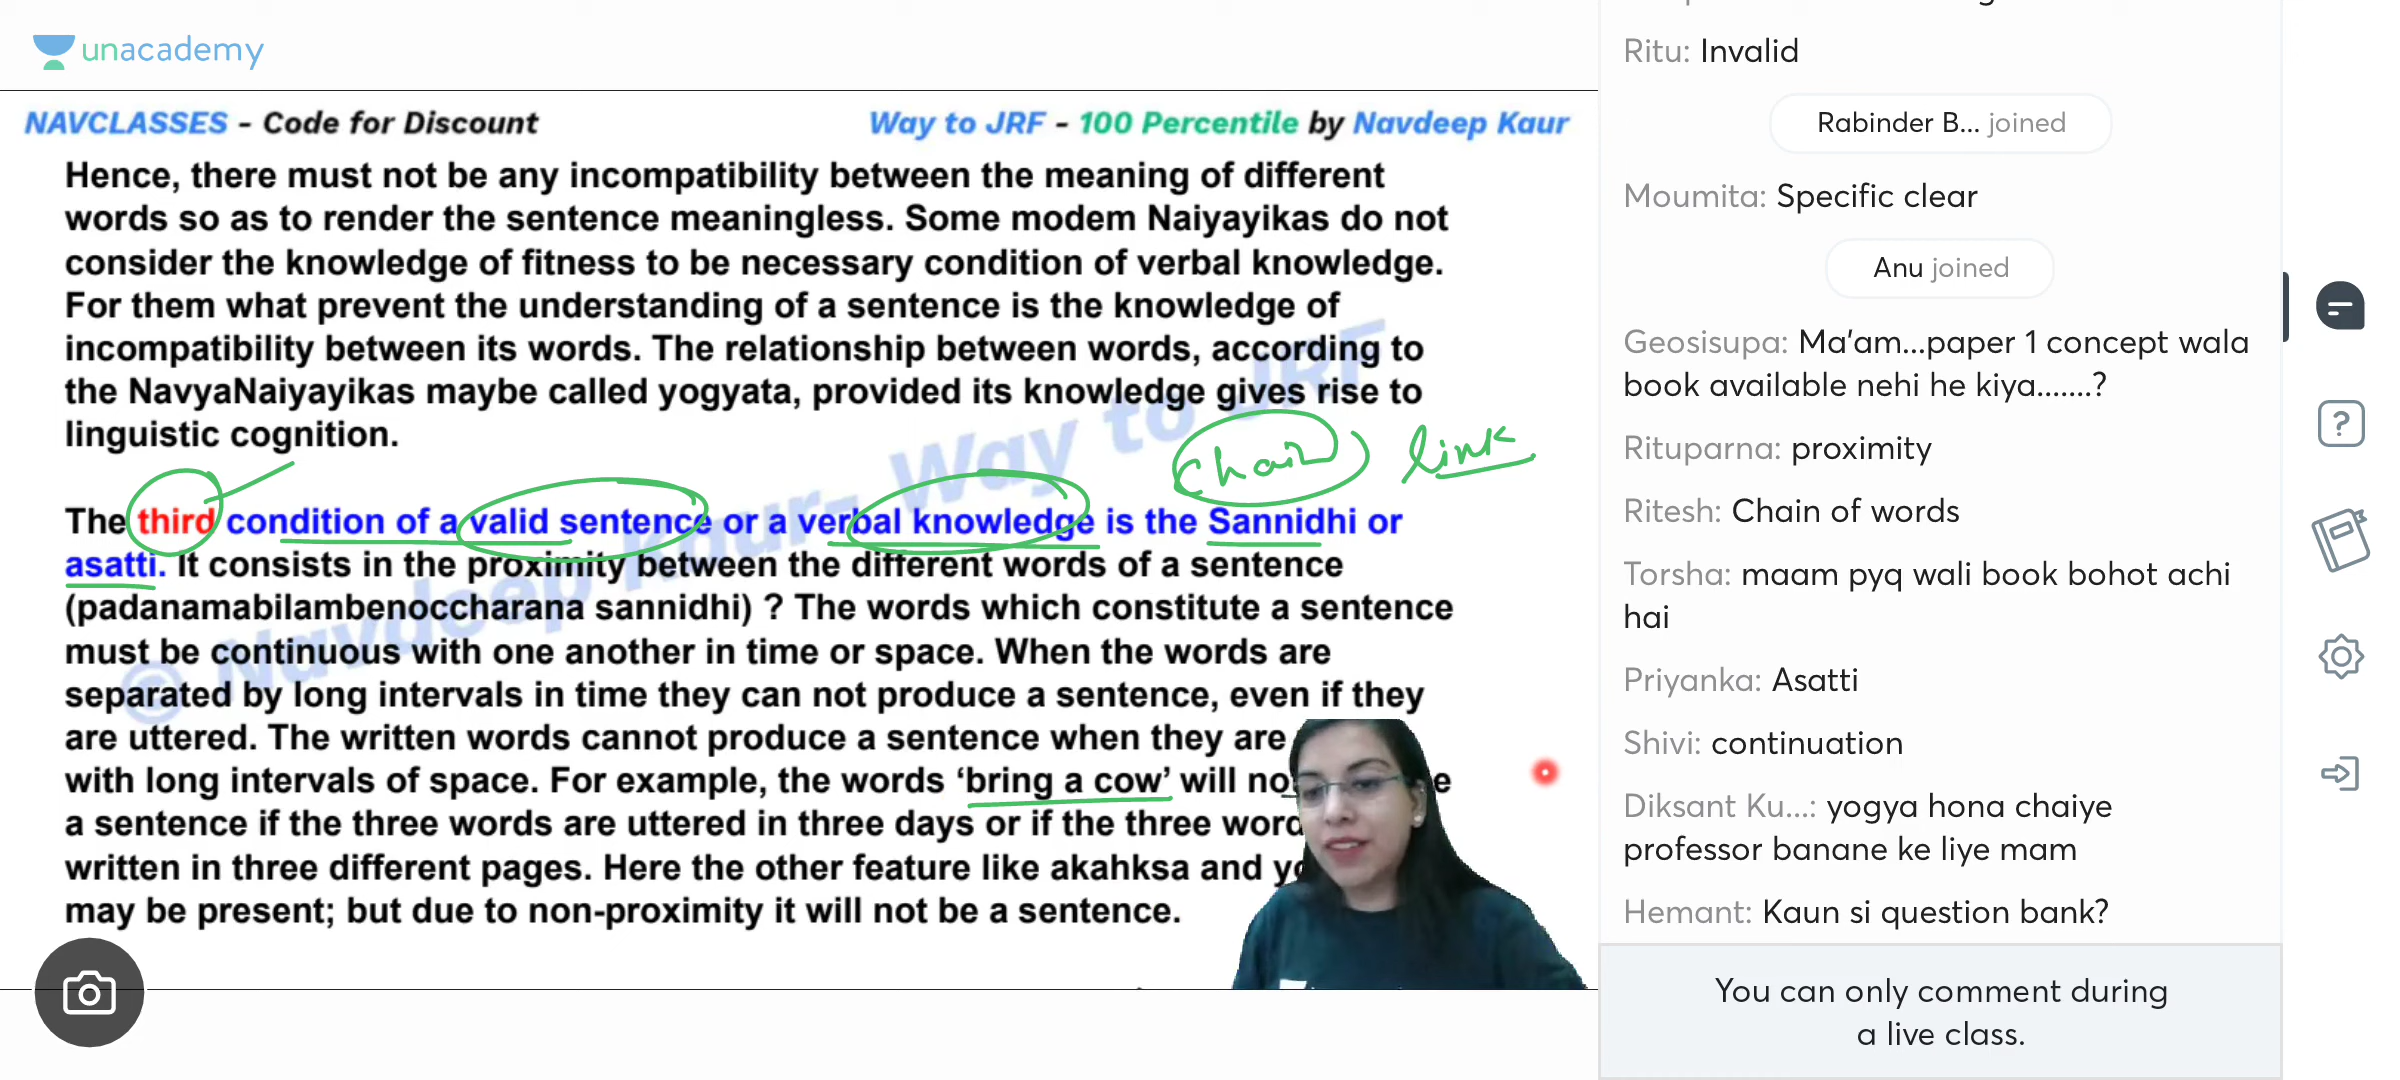 unacademy
NAVCLASSES - Code for Discount
Way to JRF - 100 Percentile by Navdeep Kaur
Hence, there must not be any incompatibility between the meaning of different
words so as to render the sentence meaningless. Some modem Naiyayikas do not
consider the knowledge of fitness to be necessary condition of verbal knowledge.
For them what prevent the understanding of a sentence is the knowledge of
incompatibility between its words. The relationship between words, according to
the NavyaNaiyayikas maybe called yogyata, provided its knowledge gives rise to
linguistic cognition.
chain link
The third condition of a valid sentence or a verbal knowledge is the Sannidhi or
asatti. It consists in the proximity between the different words of a sentence
(padanamabilambenoccharana sannidhi) ? The words which constitute a sentence
must be continuous with one another in time or space. When the words are
separated by long intervals in time they can not produce a sentence, even if they
are uttered. The written words cannot produce a sentence when they are
with long intervals of space. For example, the words ‘bring a cow’ will
a sentence if the three words are uttered in three days or if the three
written in three different pages. Here the other feature like akahksa and
may be present; but due to non-proximity it will not be a sentence.
© Navdeep Kaur- Way to JRF
Ritu: Invalid
Rabinder B... joined
Moumita: Specific clear
Anu joined
Geosisupa: Ma'am...paper 1 concept wala
book available nehi he kiya.......?
Rituparna: proximity
Ritesh: Chain of words
Torsha: maam pyq wali book bohot achi
hai
Priyanka: Asatti
Shivi: continuation
Diksant Ku...: yogya hona chaiye
professor banane ke liye mam
Hemant: Kaun si question bank?
You can only comment during
a live class.